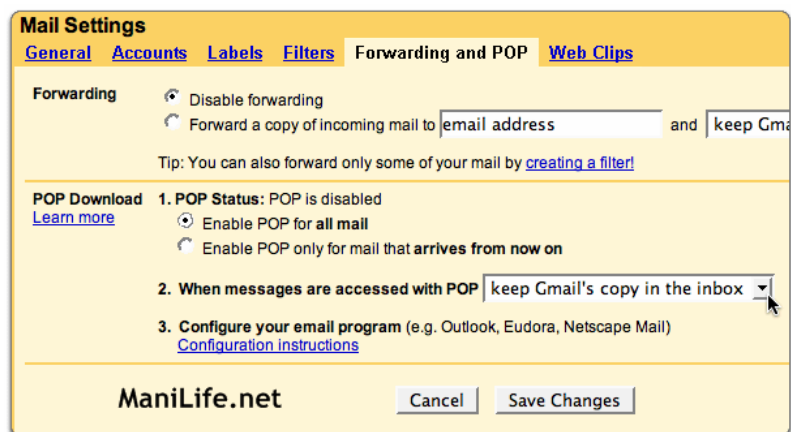 Mail Settings
General Accounts Labels Filters Forwarding and POP Web Clips
Forwarding Disable forwarding
Forward a copy of incoming mail to email address and keep Gma
Tip: You can also forward only some of your mail by creating a filter!
POP Download 1. POP Status: POP is disabled
Learn more Enable POP for all mail
Enable POP only for mail that arrives from now on
2. When messages are accessed with POP keep Gmail's copy in the inbox
3. Configure your email program (e.g. Outlook, Eudora, Netscape Mail)
Configuration instructions
ManiLife.net Cancel Save Changes